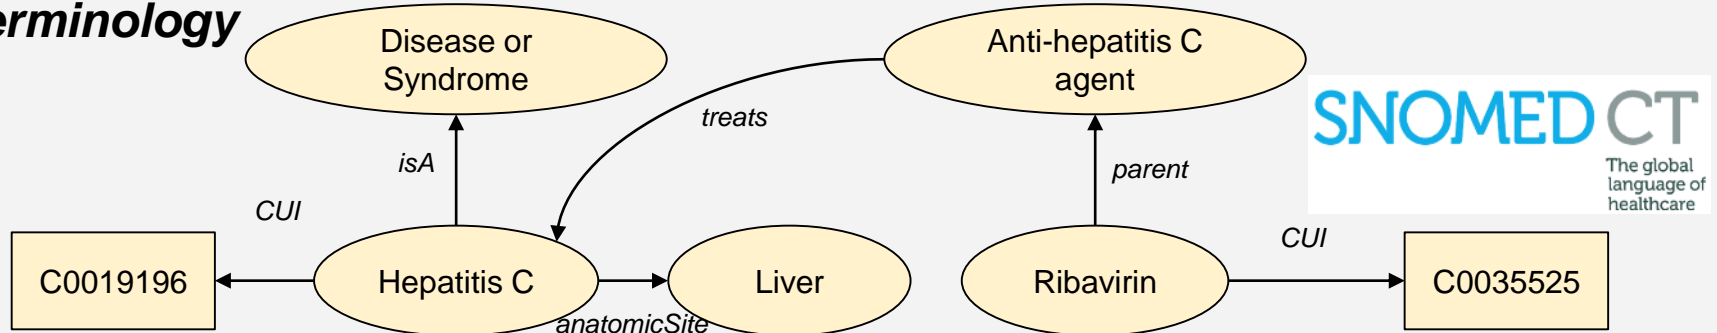 erminology
Disease or
Syndrome
Anti-hepatitis C
agent
treats
isA
parent
SNOMED CT
The global
language of
healthcare
CUI
CUI
C0019196
Hepatitis C
Liver
Ribavirin
C0035525
anatomicSite